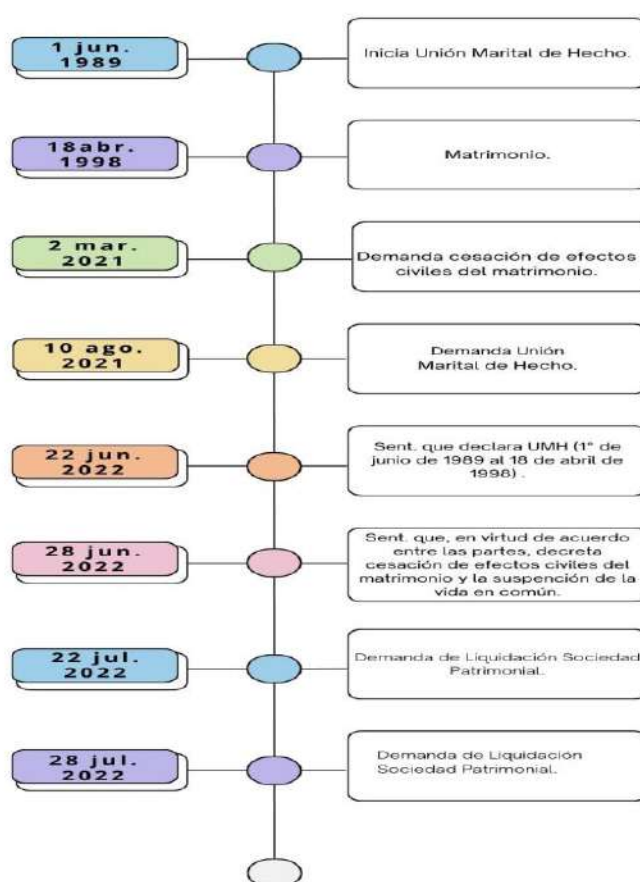 1 jun.
1989
Inicia Unión Marital de Hecho.
18abr.
1998
Matrimonio.
2 mar.
2021
Demanda cesación de efectos
civiles del matrimonio.
10 ago.
2021
Demanda Unión
Marital de Hecho.
22 jun.
2022
Sent. que declara UMH (1° de
junio de 1989 al 18 de abril de
1998) .
28 jun.
2022
Sent. que, en virtud de acuerdo
entre las partes, decreta
cesación de efectos civiles del
matrimonio y la suspención de la
vida en común.
22 jul.
2022
Demanda de Liquidación Sociedad
Patrimonial.
28 jul.
2022
Demanda de Liquidación
Sociedad Patrimonial.